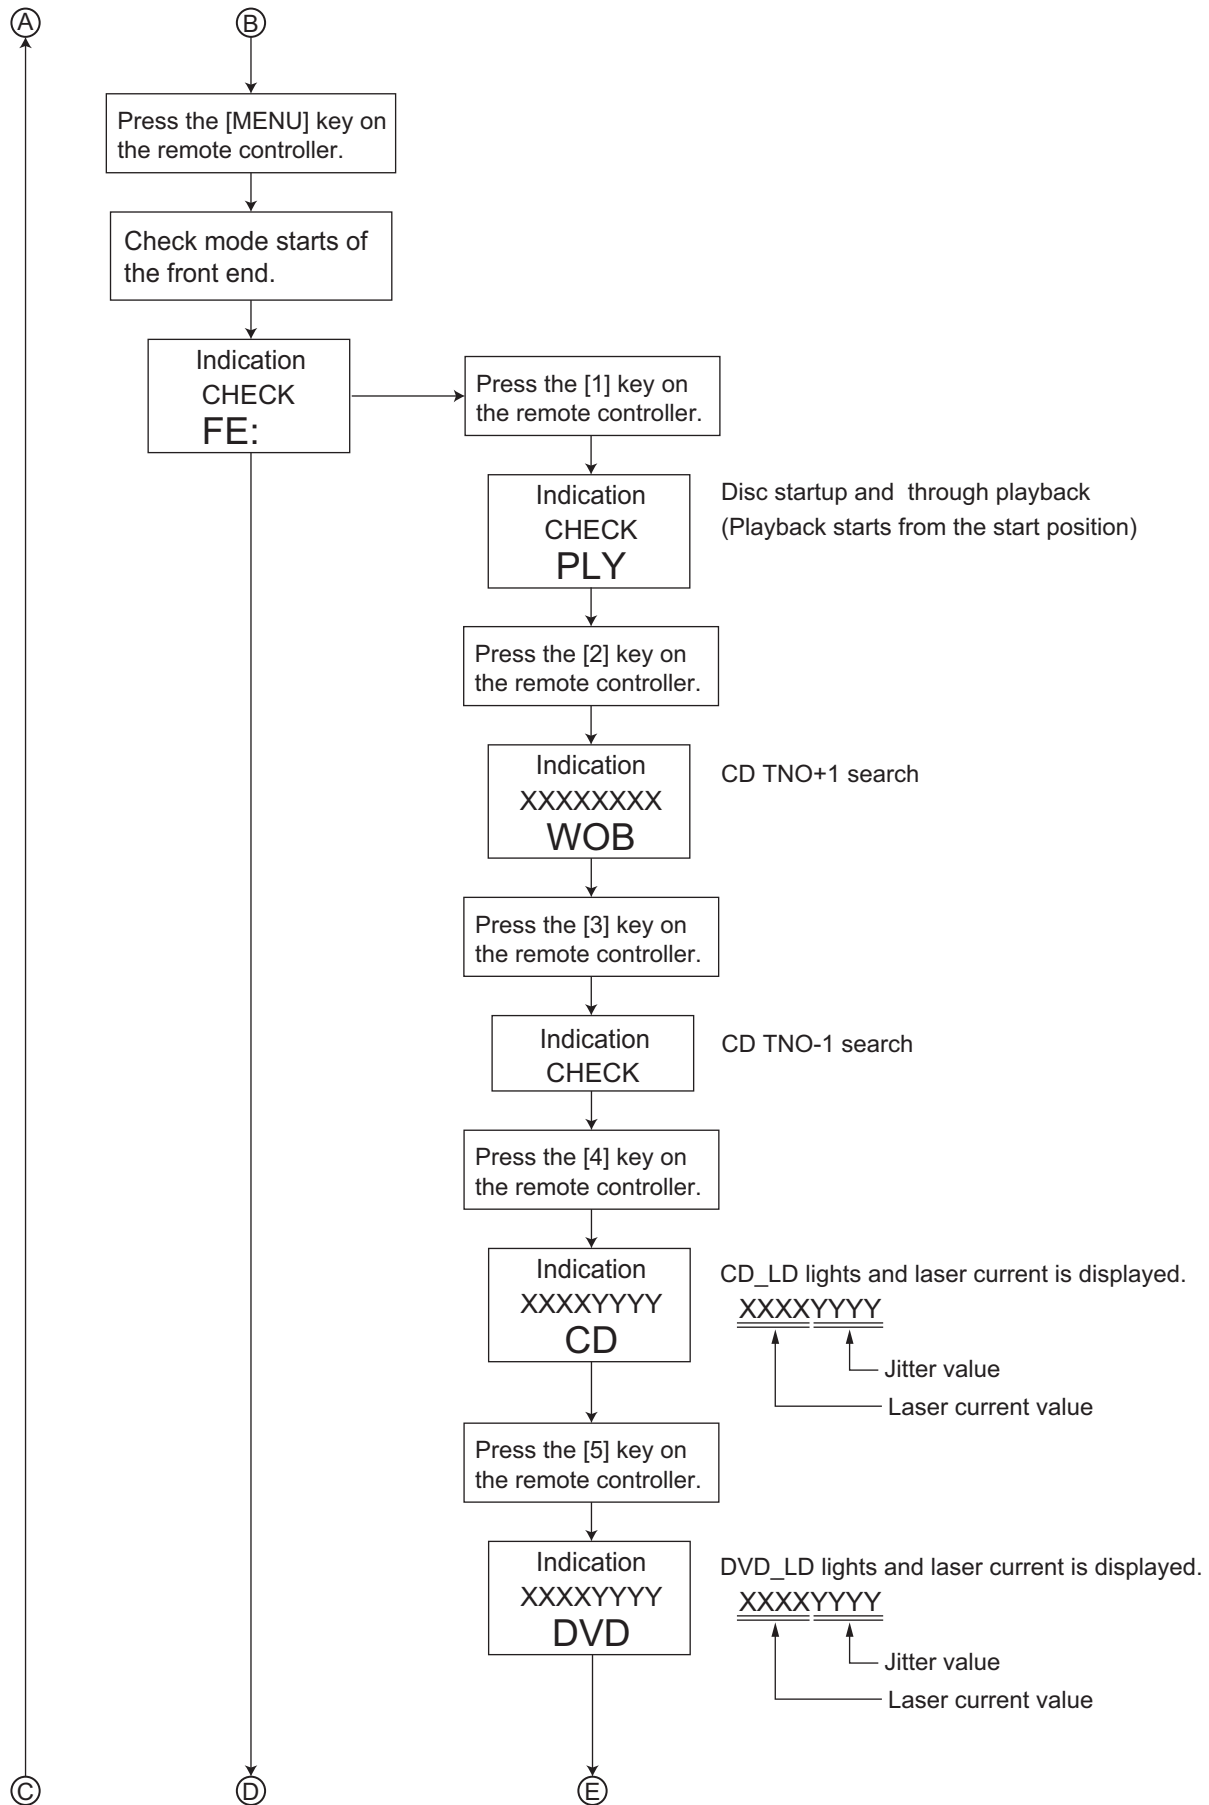 A
B
Press the [MENU] key on
the remote controller.
Check mode starts of
the front end.
Indication
CHECK
FE:
Press the [1] key on
the remote controller.
Indication
CHECK
PLY
Disc startup and through playback
(Playback starts from the start position)
Press the [2] key on
the remote controller.
Indication
XXXXXXXX
WOB
CD TNO+1 search
Press the [3] key on
the remote controller.
Indication
CHECK
CD TNO-1 search
Press the [4] key on
the remote controller.
Indication
XXXXYYYY
CD
CD_LD lights and laser current is displayed.
XXXXYYYY
Jitter value
Laser current value
Press the [5] key on
the remote controller.
Indication
XXXXYYYY
DVD
DVD_LD lights and laser current is displayed.
XXXXYYYY
Jitter value
Laser current value
C
D
E